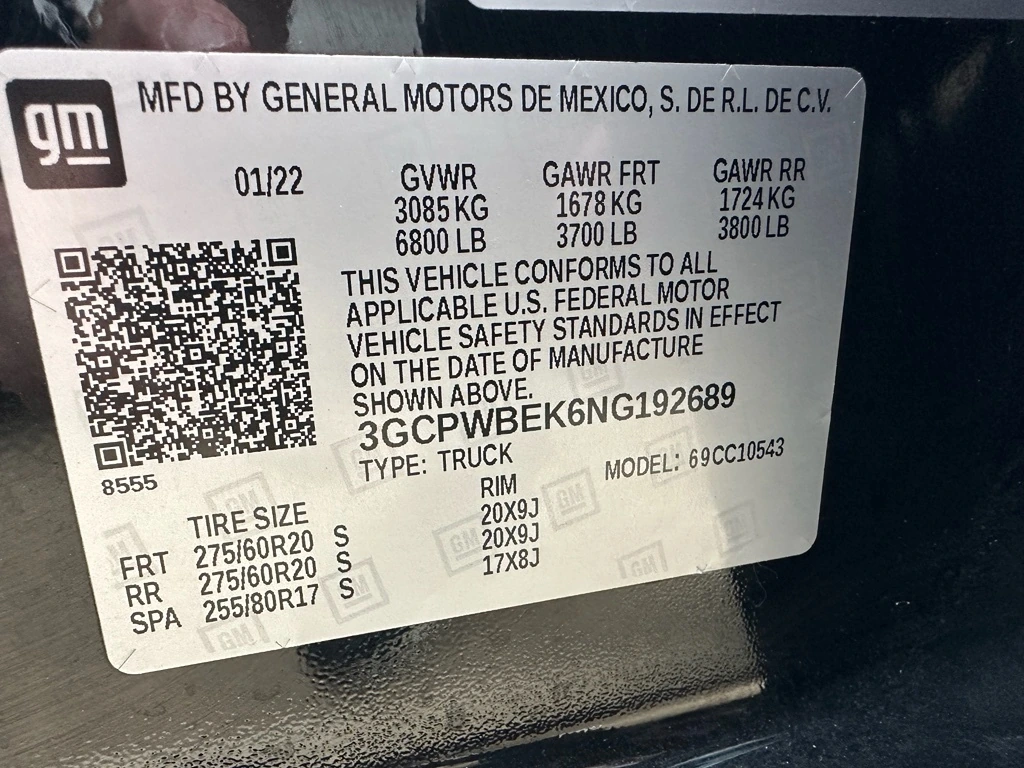 gm
MFD BY GENERAL MOTORS DE MEXICO, S. DE R.L. DE C.V.
01/22 GVWR GAWR FRT GAWR RR
3085 KG 1678 KG 1724 KG
6800 LB 3700 LB 3800 LB
THIS VEHICLE CONFORMS TO ALL
APPLICABLE U.S. FEDERAL MOTOR
VEHICLE SAFETY STANDARDS IN EFFECT
ON THE DATE OF MANUFACTURE
SHOWN ABOVE.
3GCPWBEK6NG192689
TYPE: TRUCK MODEL: 69CC10543
8555
TIRE SIZE RIM
FRT 275/60R20 S 20X9J
RR 275/60R20 S 20X9J
SPA 255/80R17 S 17X8J